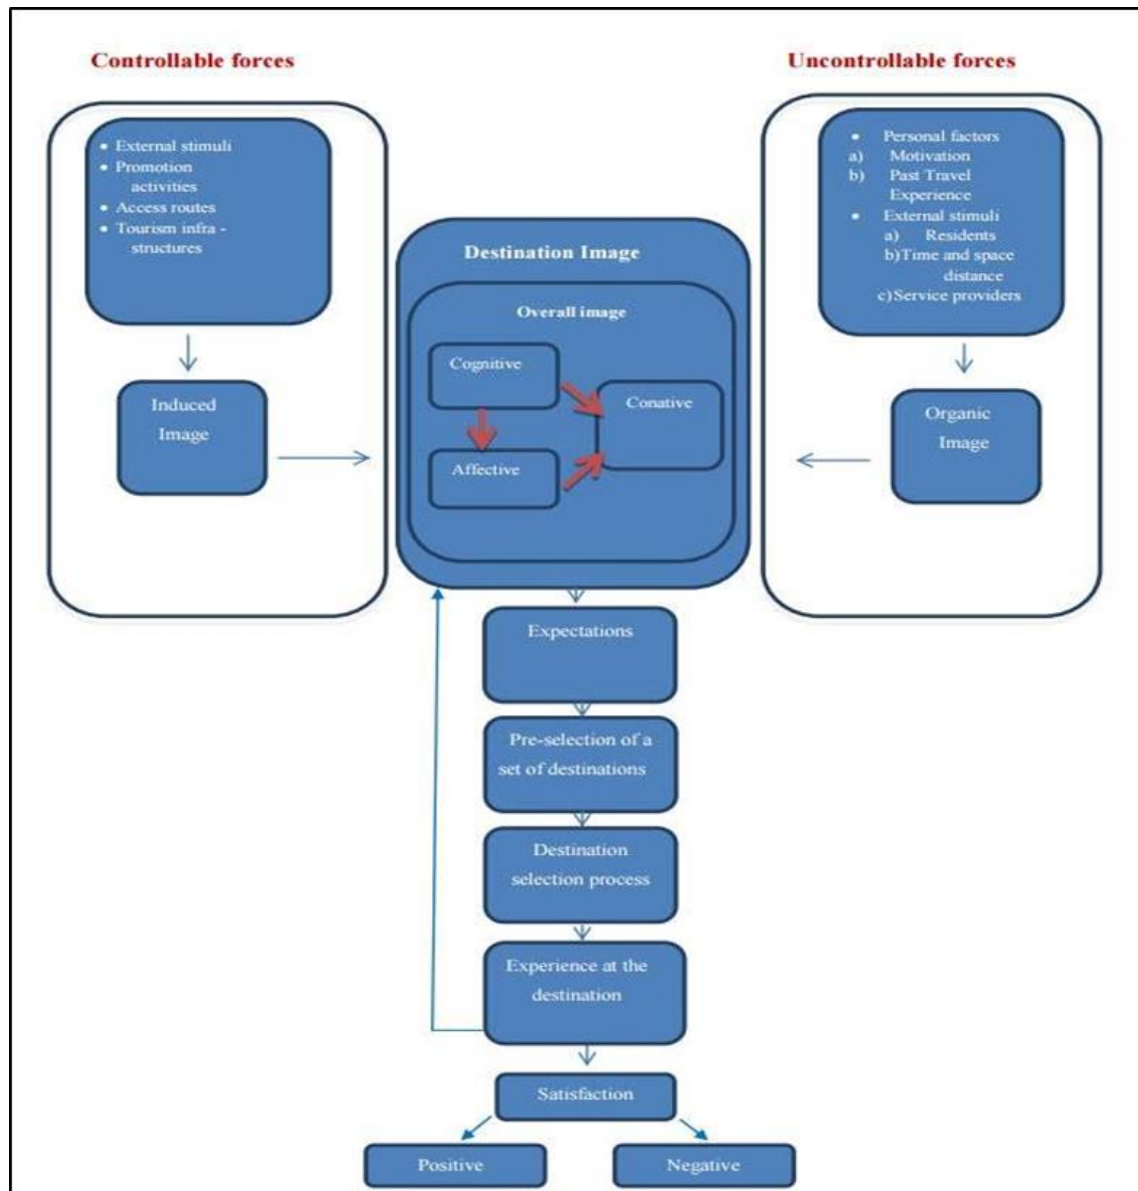 Controllable forces
Uncontrollable forces
• External stimuli
• Promotion
activities
• Access routes
• Tourism infra -
structures
• Personal factors
a) Motivation
b) Past Travel
Experience
• External stimuli
a) Residents
b)Time and space
distance
c)Service providers
Induced
Image
Destination Image
Overall image
Cognitive
Conative
Affective
Organic
Image
Expectations
Pre-selection of a
set of destinations
Destination
selection process
Experience at the
destination
Satisfaction
Positive
Negative